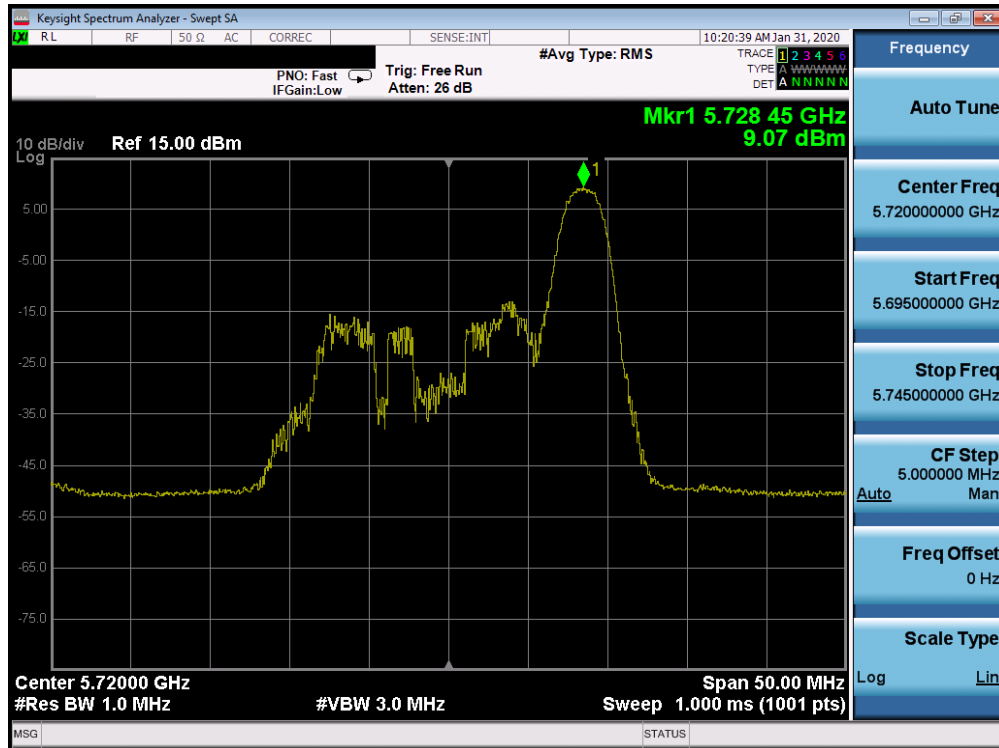 Keysight Spectrum Analyzer - Swept SA
LXI RL RF 50 Ω AC CORREC SENSE:INT 10:20:39 AM Jan 31, 2020
#Avg Type: RMS TRACE 1 2 3 4 5 6
PNO: Fast Trig: Free Run TYPE A WWWWW
IFGain:Low Atten: 26 dB DET A N N N N N
Mkr1 5.728 45 GHz
9.07 dBm
10 dB/div Ref 15.00 dBm
Log
1
5.00
-5.00
-15.0
-25.0
-35.0
-45.0
-55.0
-65.0
-75.0
Center 5.72000 GHz Span 50.00 MHz
#Res BW 1.0 MHz #VBW 3.0 MHz Sweep 1.000 ms (1001 pts)
MSG STATUS
Frequency
Auto Tune
Center Freq
5.720000000 GHz
Start Freq
5.695000000 GHz
Stop Freq
5.745000000 GHz
CF Step
5.000000 MHz
Auto Man
Freq Offset
0 Hz
Scale Type
Log Lin